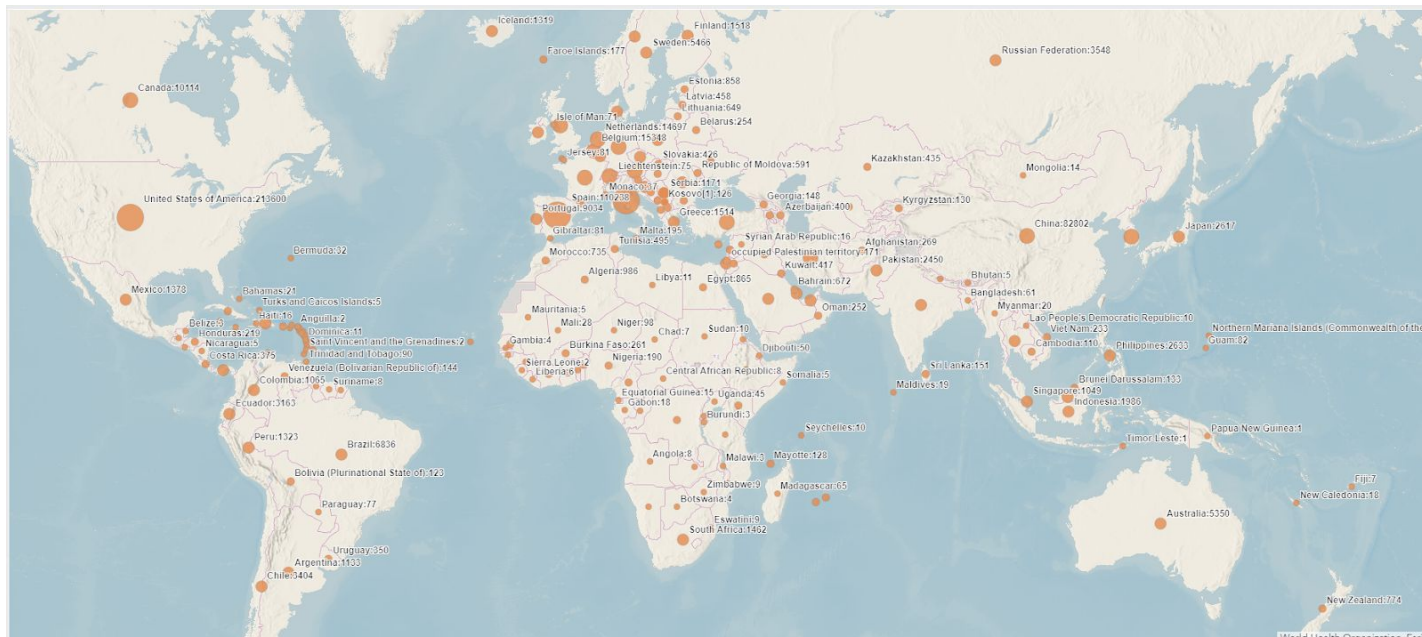 Iceland:1319
Finland:1518
Sweden:5466
Faroe Islands:177
Russian Federation:3548
Canada:10114
Estonia:858
Latvia:458
Lithuania:649
Isle of Man:71
Netherlands:14697
Belarus:254
Belgium:15348
Jersey:81
Slovakia:426
Republic of Moldova:591
Kazakhstan:435
Liechtenstein:75
Mongolia:14
Monaco:37
Serbia:1171
United States of America:213600
Spain:110238
Kosovo[1]:126
Georgia:148
Kyrgyzstan:130
Portugal:9034
Greece:1514
Azerbaijan:400
China:82802
Japan:2617
Gibraltar:81
Malta:195
Tunisia:495
Syrian Arab Republic:16
Afghanistan:269
Bermuda:32
Morocco:735
occupied Palestinian territory:171
Pakistan:2450
Algeria:986
Libya:11
Egypt:865
Kuwait:417
Bahrain:672
Bhutan:5
Mexico:1378
Bahamas:21
Bangladesh:61
Turks and Caicos Islands:5
Mauritania:5
Oman:252
Myanmar:20
Haiti:16
Anguilla:2
Mali:28
Niger:98
Chad:7
Sudan:10
Lao People's Democratic Republic:10
Belize:3
Honduras:219
Dominica:11
Viet Nam:233
Northern Mariana Islands (Commonwealth of the
Nicaragua:5
Saint Vincent and the Grenadines:2
Gambia:4
Burkina Faso:261
Djibouti:50
Cambodia:110
Guam:82
Costa Rica:375
Trinidad and Tobago:90
Nigeria:190
Philippines:2633
Venezuela (Bolivarian Republic of):144
Sierra Leone:2
Liberia:6
Central African Republic:8
Somalia:5
Sri Lanka:151
Colombia:1065
Suriname:8
Maldives:19
Brunei Darussalam:133
Equatorial Guinea:15
Uganda:45
Singapore:1049
Ecuador:3163
Gabon:18
Burundi:3
Indonesia:1986
Peru:1323
Brazil:6836
Seychelles:10
Papua New Guinea:1
Timor-Leste:1
Angola:8
Malawi:3
Mayotte:128
Bolivia (Plurinational State of):123
Zimbabwe:9
Madagascar:65
Fiji:7
Paraguay:77
Botswana:4
New Caledonia:18
Eswatini:9
South Africa:1462
Australia:5350
Uruguay:350
Argentina:1133
Chile:3404
New Zealand:774
World Health Organization,